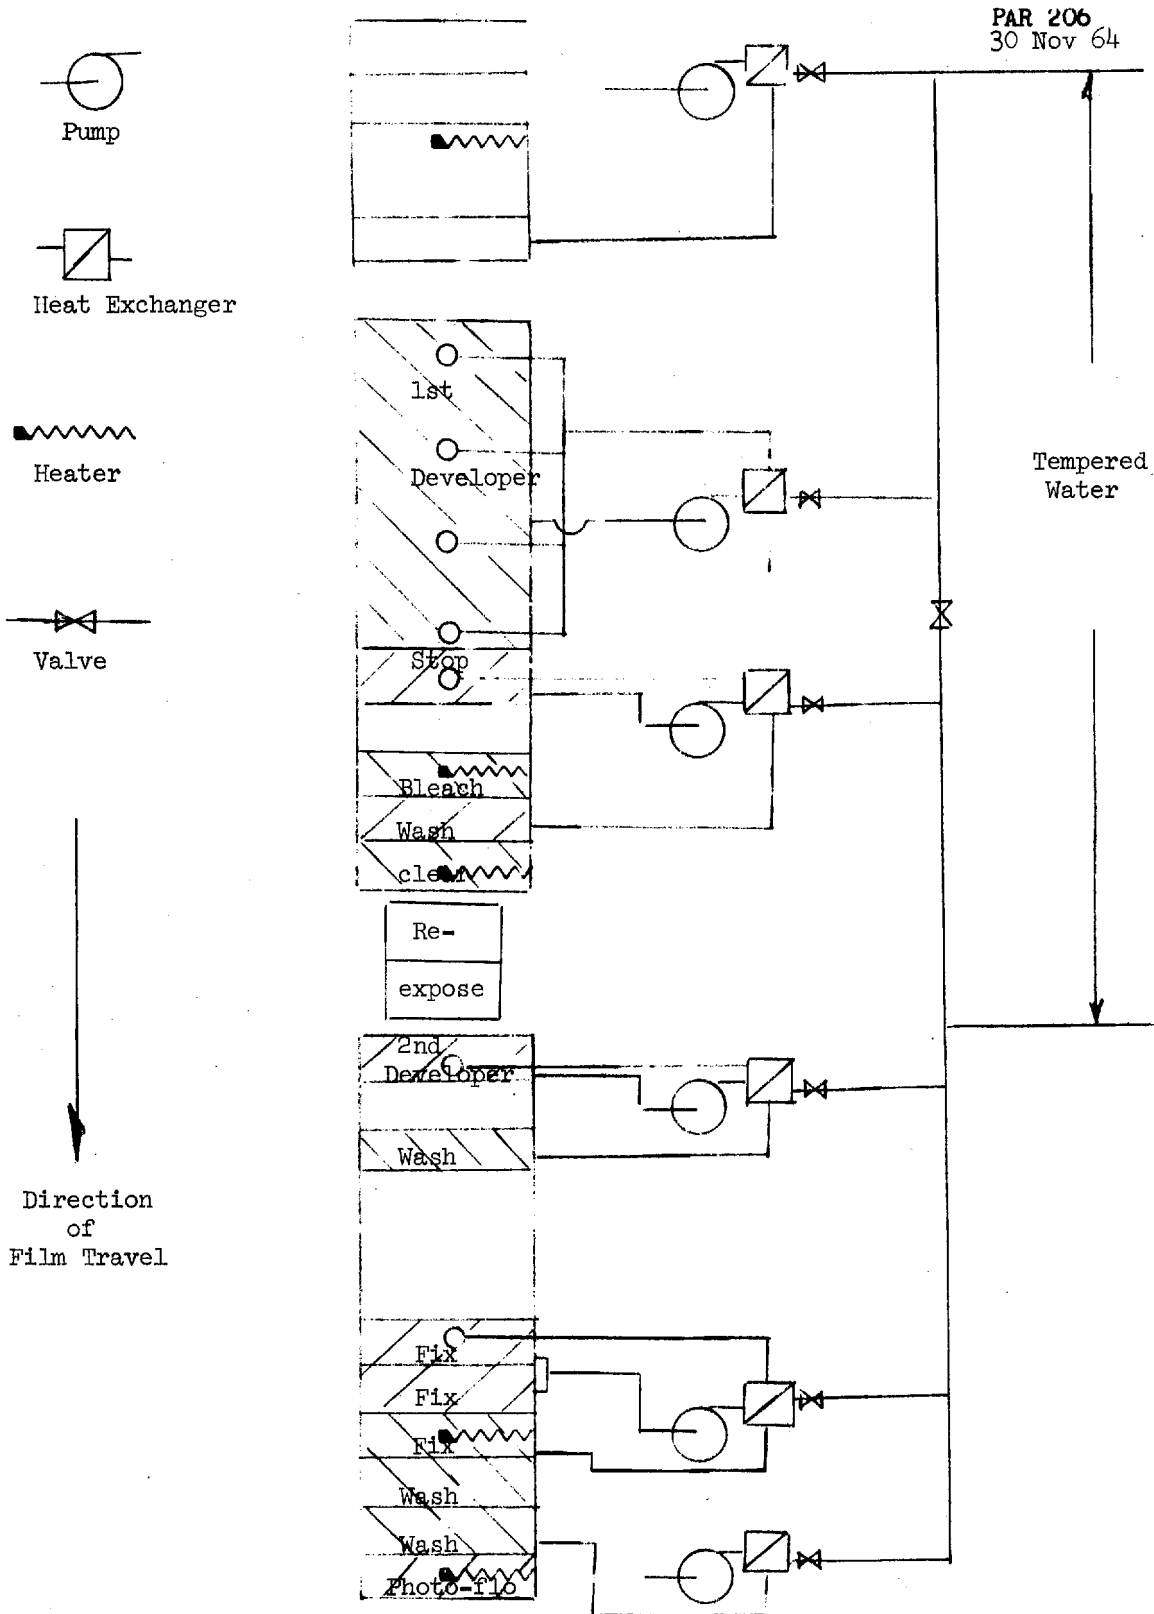 PAR 206
30 Nov 64
Pump
Heat Exchanger
Heater
Valve
Direction
of
Film Travel
1st
Developer
Stop
Bleach
Wash
clear
Re-
expose
2nd
Developer
Wash
Fix
Fix
Fix
Wash
Wash
Photo-flo
Tempered
Water